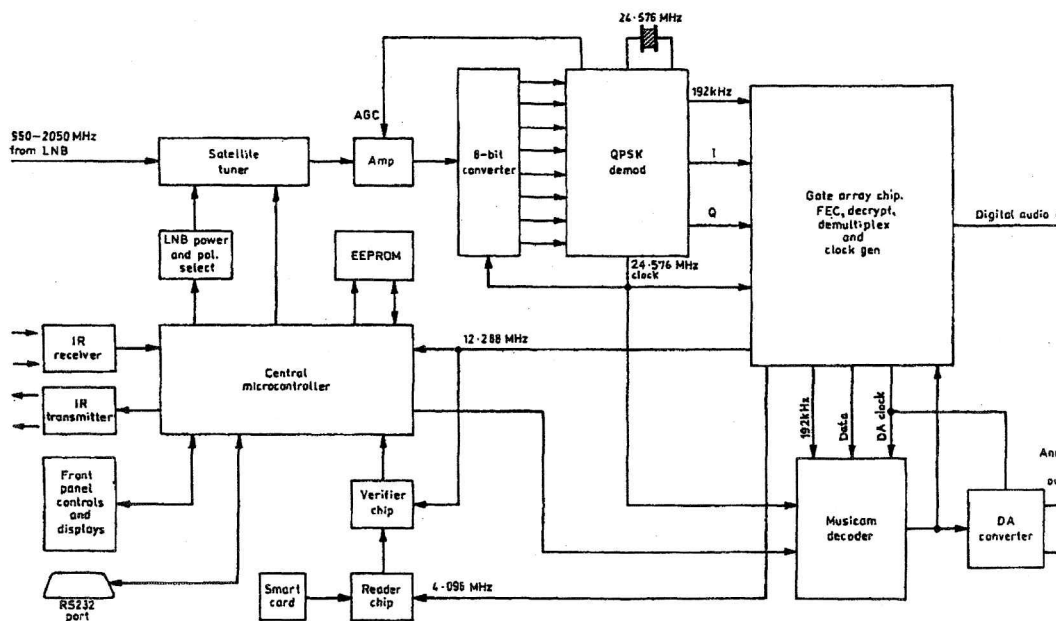 24·576 MHz
192kHz
AGC
950–2050 MHz
from LNB
Satellite
tuner
Amp
8-bit
converter
QPSK
demod
I
Q
Gate array chip.
FEC, decrypt,
demultiplex
and
clock gen
Digital audio
LNB power
and pol.
select
EEPROM
24·576 MHz
clock
IR
receiver
12·288 MHz
Central
microcontroller
IR
transmitter
192kHz
Data
DA clock
Front
panel
controls
and
displays
Verifier
chip
Musicam
decoder
DA
converter
RS232
port
Smart
card
Reader
chip
4·096 MHz